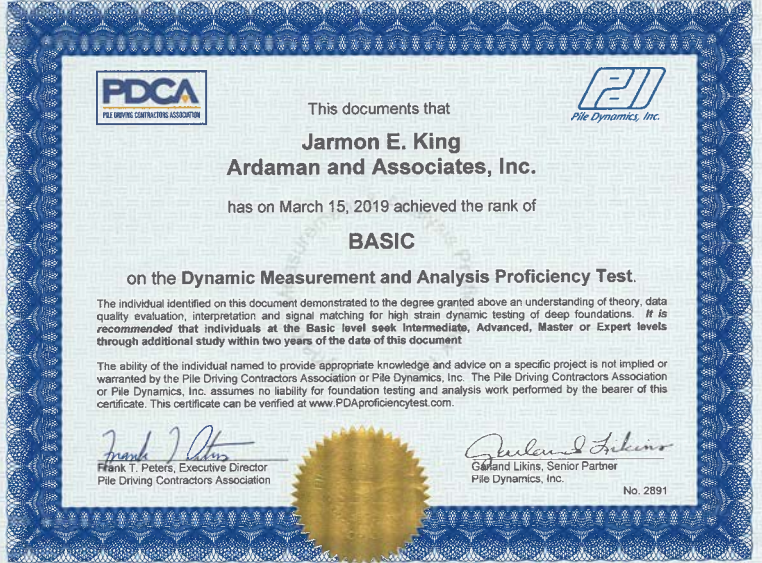 PDCA
PILE DRIVING CONTRACTORS ASSOCIATION
PDI
Pile Dynamics, Inc.
This documents that
Jarmon E. King
Ardaman and Associates, Inc.
has on March 15, 2019 achieved the rank of
BASIC
on the Dynamic Measurement and Analysis Proficiency Test.
The individual identified on this document demonstrated to the degree granted above an understanding of theory, data
quality evaluation, interpretation and signal matching for high strain dynamic testing of deep foundations. It is
recommended that individuals at the Basic level seek Intermediate, Advanced, Master or Expert levels
through additional study within two years of the date of this document
The ability of the individual named to provide appropriate knowledge and advice on a specific project is not implied or
warranted by the Pile Driving Contractors Association or Pile Dynamics, Inc. The Pile Driving Contractors Association
or Pile Dynamics, Inc. assumes no liability for foundation testing and analysis work performed by the bearer of this
certificate. This certificate can be verified at www.PDAproficiencytest.com.
Frank T Peters
Garland Likins
Frank T. Peters, Executive Director
Pile Driving Contractors Association
Garland Likins, Senior Partner
Pile Dynamics, Inc.
No. 2891